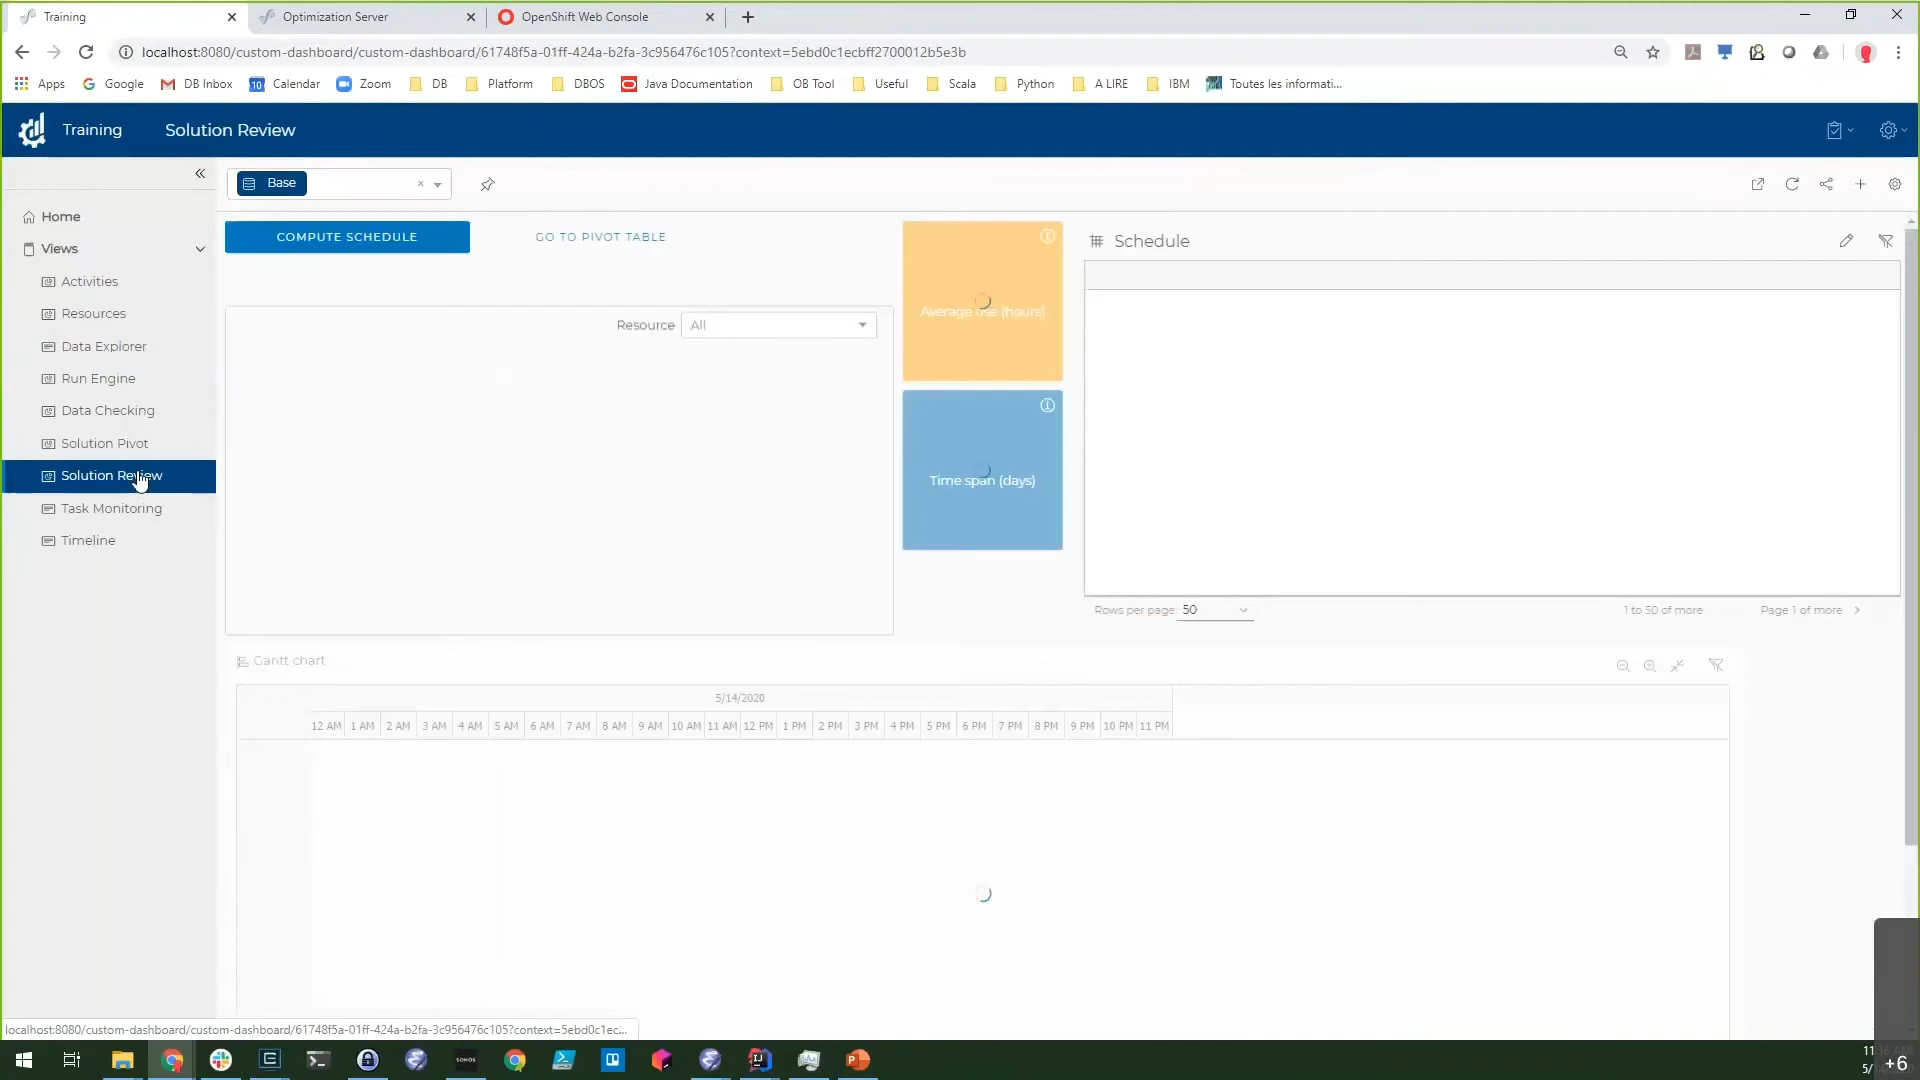 Training
Optimization Server
OpenShift Web Console
localhost:8080/custom-dashboard/custom-dashboard/61748f5a-01ff-424a-b2fa-3c956476c105?context=5ebd0c1ecbff2700012b5e3b
Apps
Google
DB Inbox
10
Calendar
Zoom
DB
Platform
DBOS
Java Documentation
OB Tool
Useful
Scala
Python
A LIRE
IBM
Toutes les informati...
Training
Solution Review
Base
Home
Views
Activities
Resources
Data Explorer
Run Engine
Data Checking
Solution Pivot
Solution Review
Task Monitoring
Timeline
COMPUTE SCHEDULE
GO TO PIVOT TABLE
Resource All
Average use (hours)
Time span (days)
Schedule
Rows per page: 50
1 to 50 of more
Page 1 of more
Gantt chart
5/14/2020
12 AM 1 AM 2 AM 3 AM 4 AM 5 AM 6 AM 7 AM 8 AM 9 AM 10 AM 11 AM 12 PM 1 PM 2 PM 3 PM 4 PM 5 PM 6 PM 7 PM 8 PM 9 PM 10 PM 11 PM
localhost:8080/custom-dashboard/custom-dashboard/61748f5a-01ff-424a-b2fa-3c956476c105?context=5ebd0c1ec...
SONOS
+6